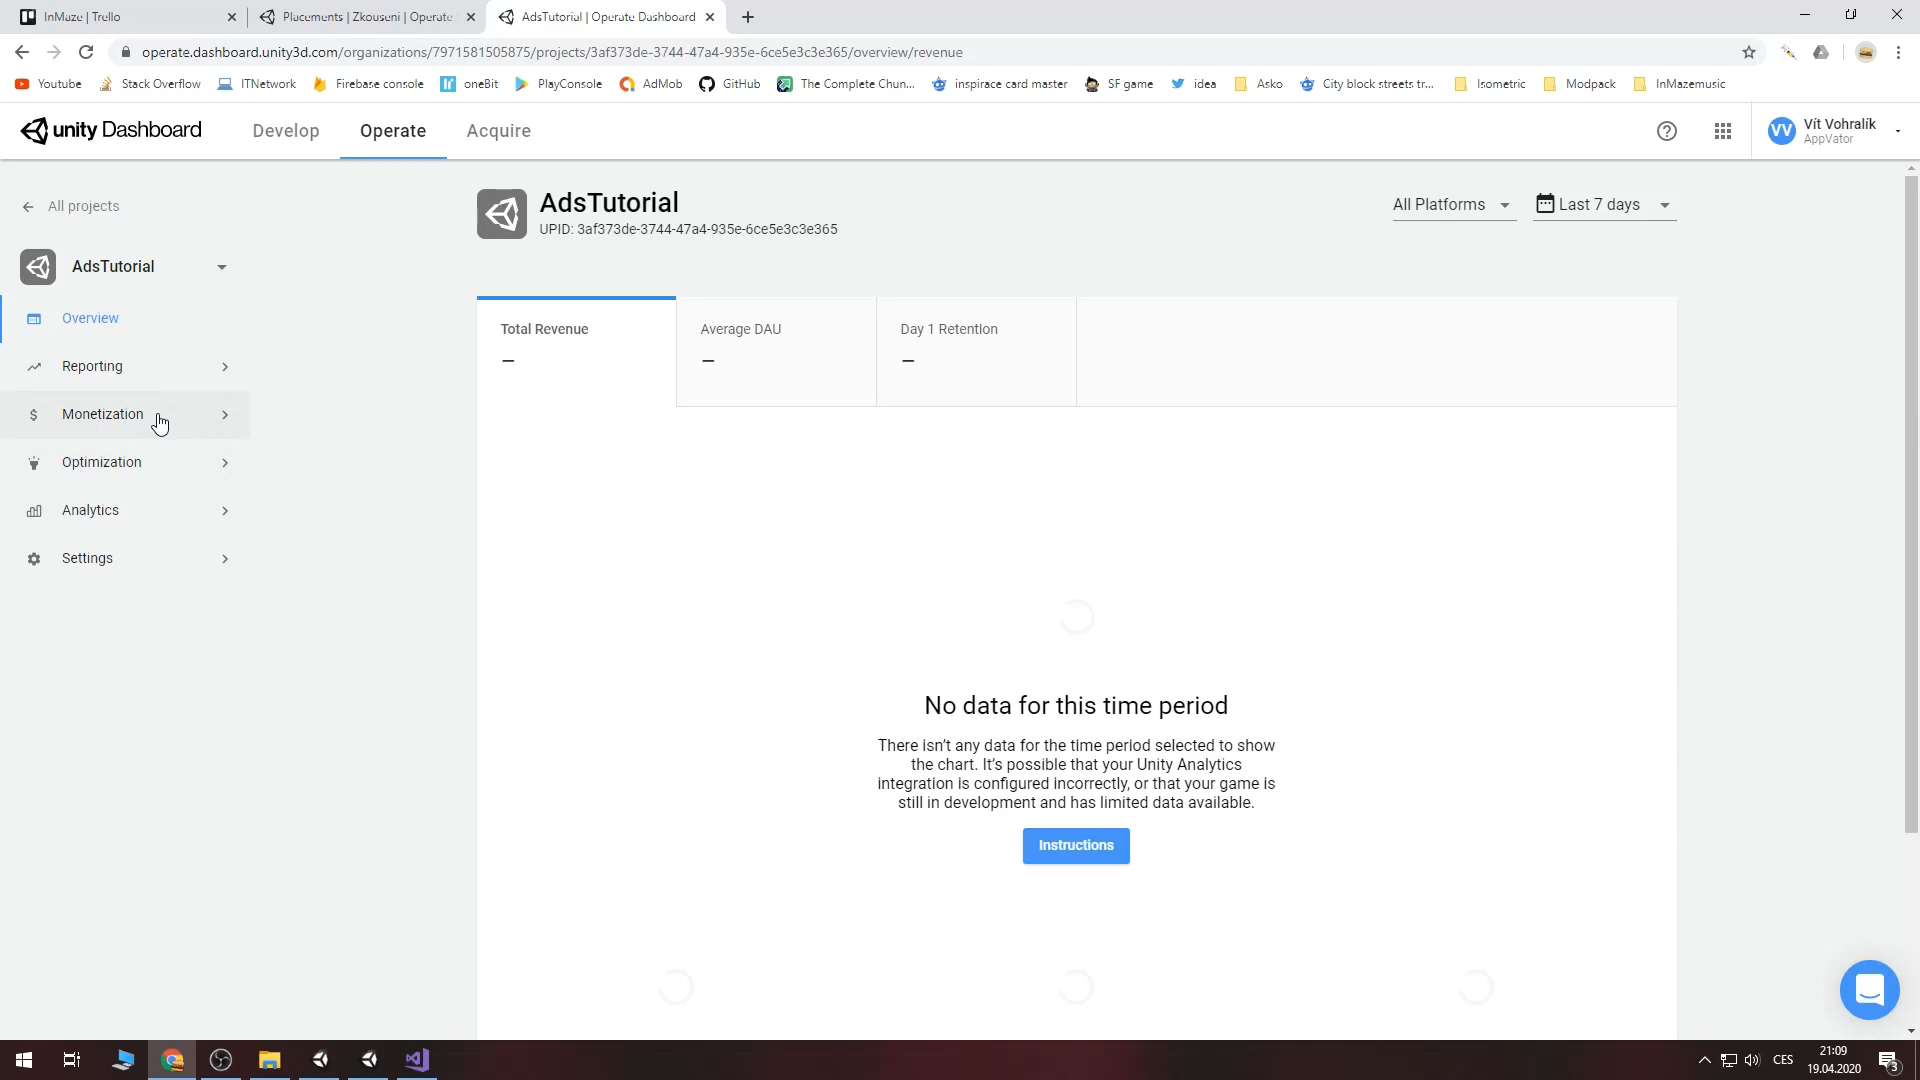 InMaze | Trello
Placements | Zkouseni | Operate
AdsTutorial | Operate Dashboard
operate.dashboard.unity3d.com/organizations/7971581505875/projects/3af373de-3744-47a4-935e-6ce5e3c3e365/overview/revenue
Youtube
Stack Overflow
ITNetwork
Firebase console
oneBit
PlayConsole
AdMob
GitHub
The Complete Chun...
inspirace card master
SF game
idea
Asko
City block streets tr...
Isometric
Modpack
InMazemusic
unity Dashboard
Develop
Operate
Acquire
VV
Vít Vohralík
AppVator
All projects
AdsTutorial
UPID: 3af373de-3744-47a4-935e-6ce5e3c3e365
All Platforms
Last 7 days
AdsTutorial
Overview
Reporting
Monetization
Optimization
Analytics
Settings
Total Revenue
–
Average DAU
–
Day 1 Retention
–
No data for this time period
There isn't any data for the time period selected to show
the chart. It's possible that your Unity Analytics
integration is configured incorrectly, or that your game is
still in development and has limited data available.
Instructions
CES
21:09
19.04.2020
3